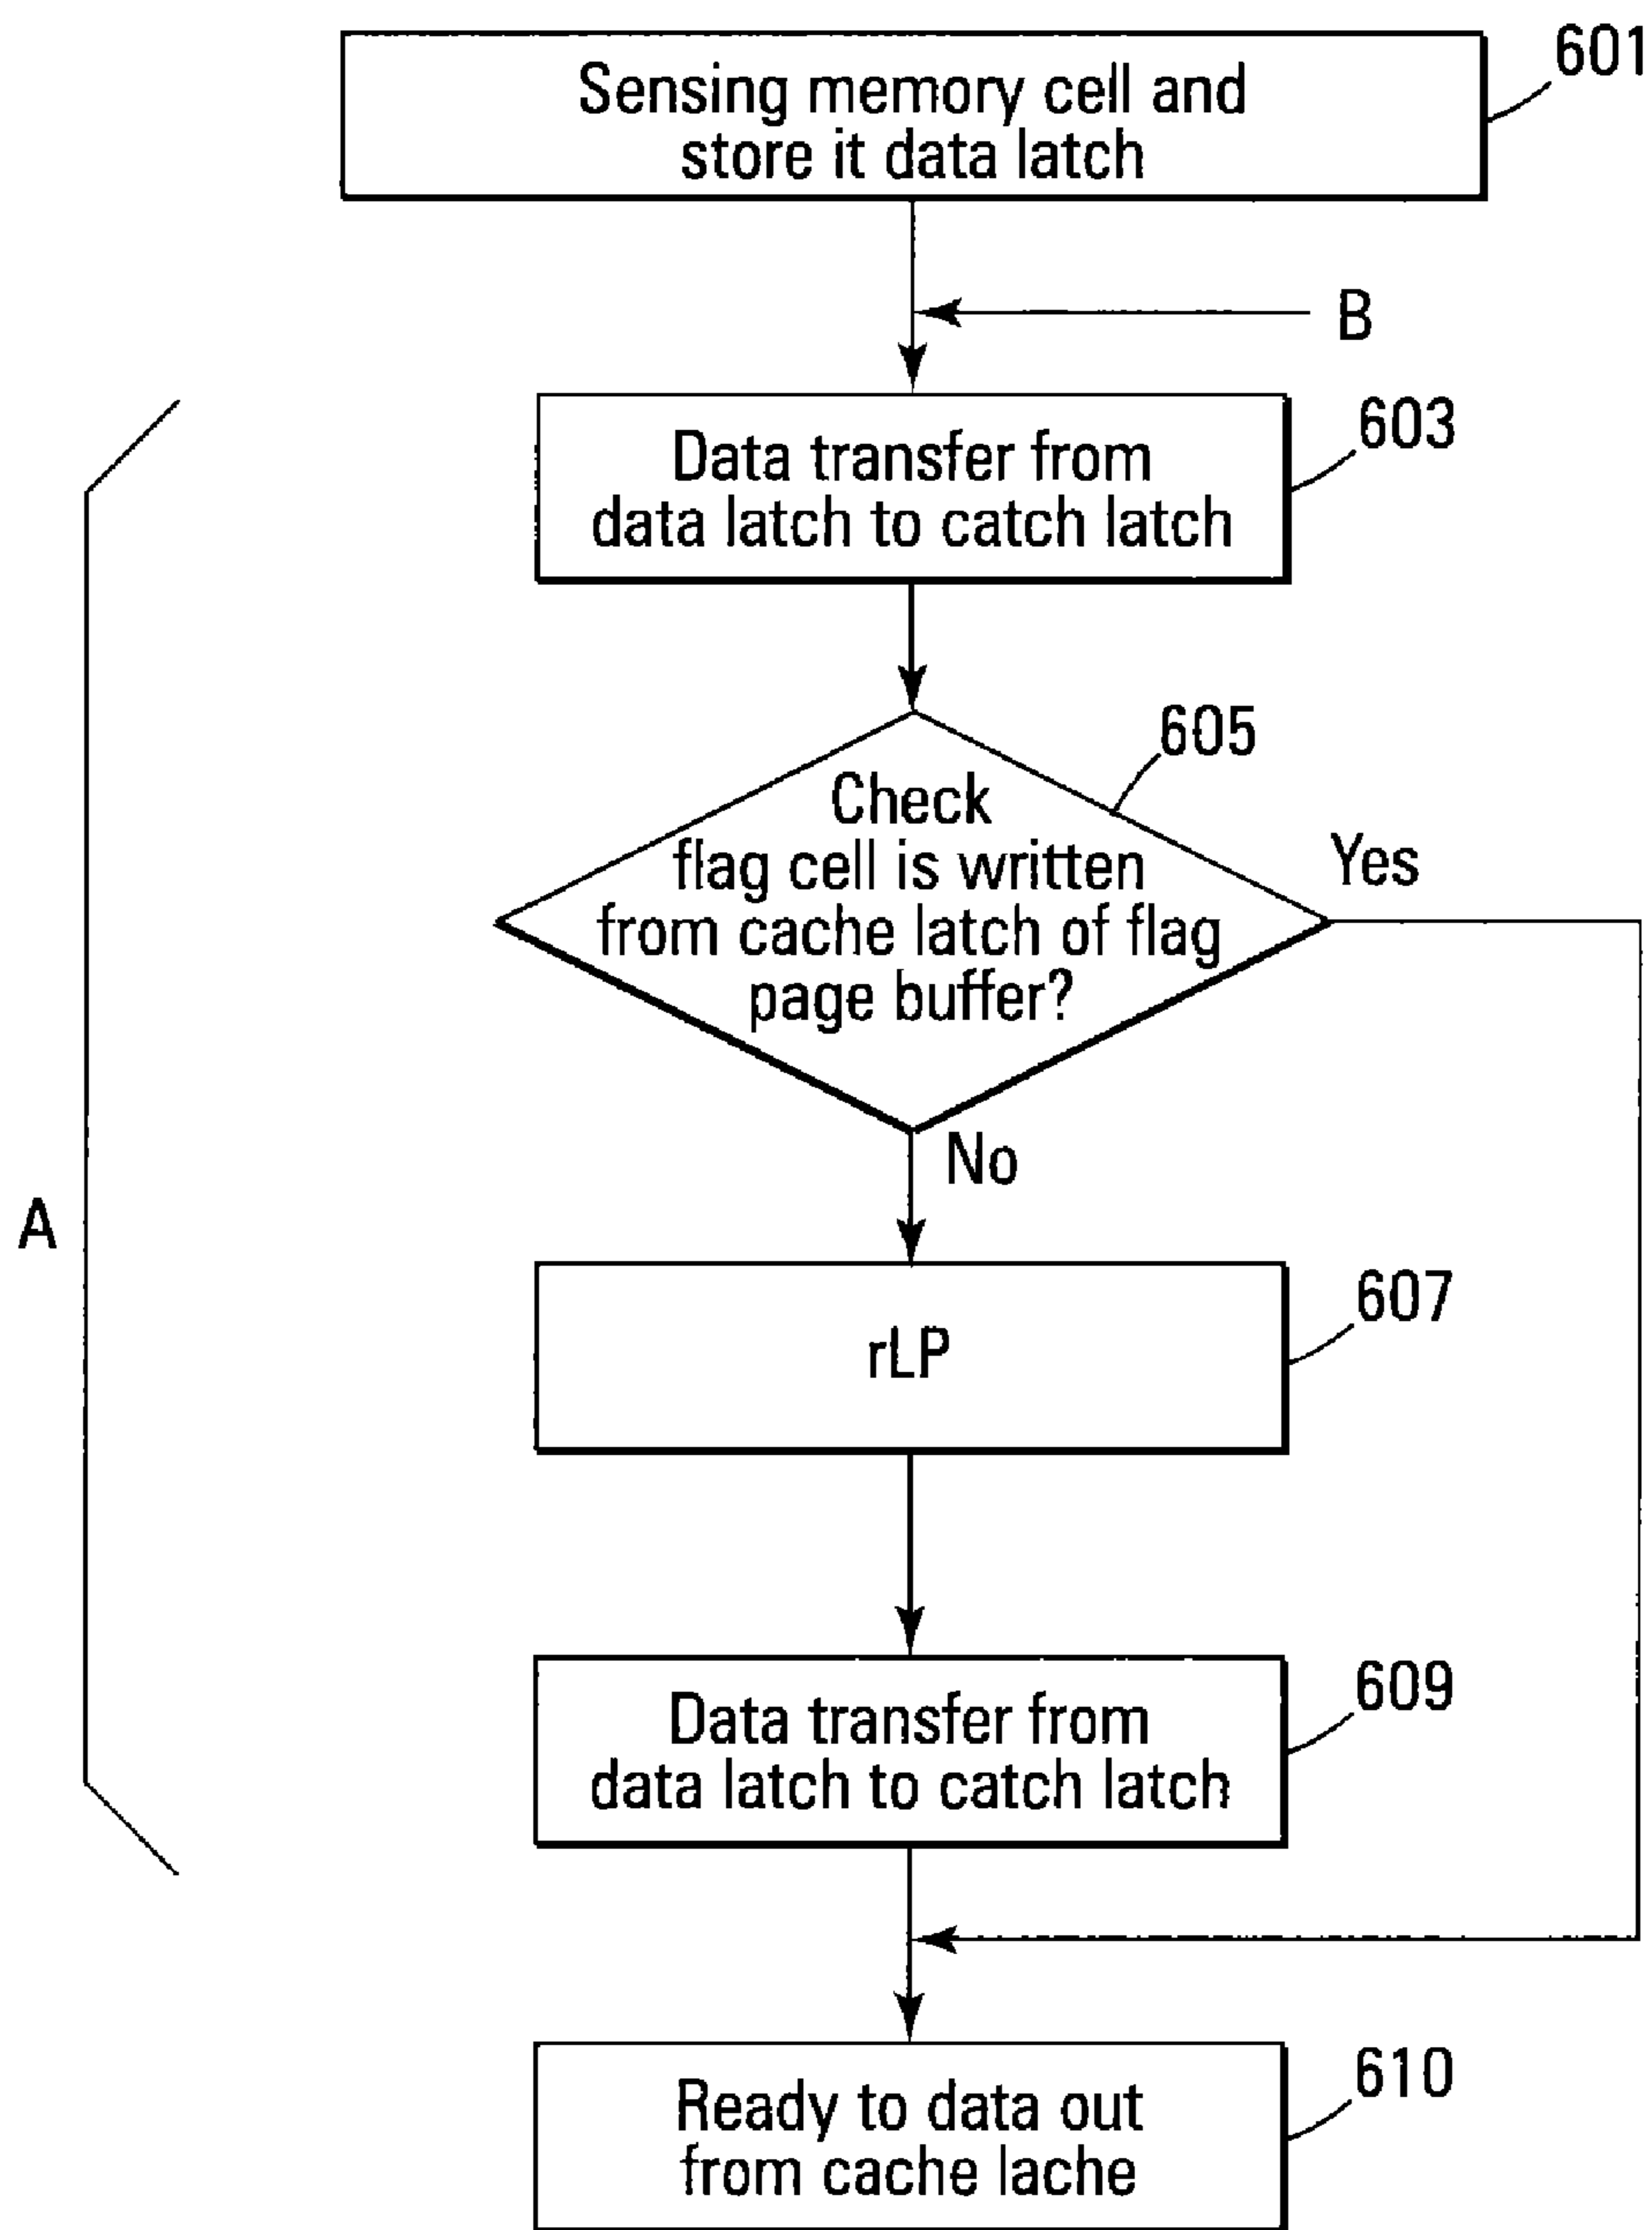 601
Sensing memory cell and
store it data latch
B
603
Data transfer from
data latch to catch latch
605
Check
flag cell is written
from cache latch of flag
page buffer?
Yes
No
A
607
rLP
609
Data transfer from
data latch to catch latch
610
Ready to data out
from cache lache